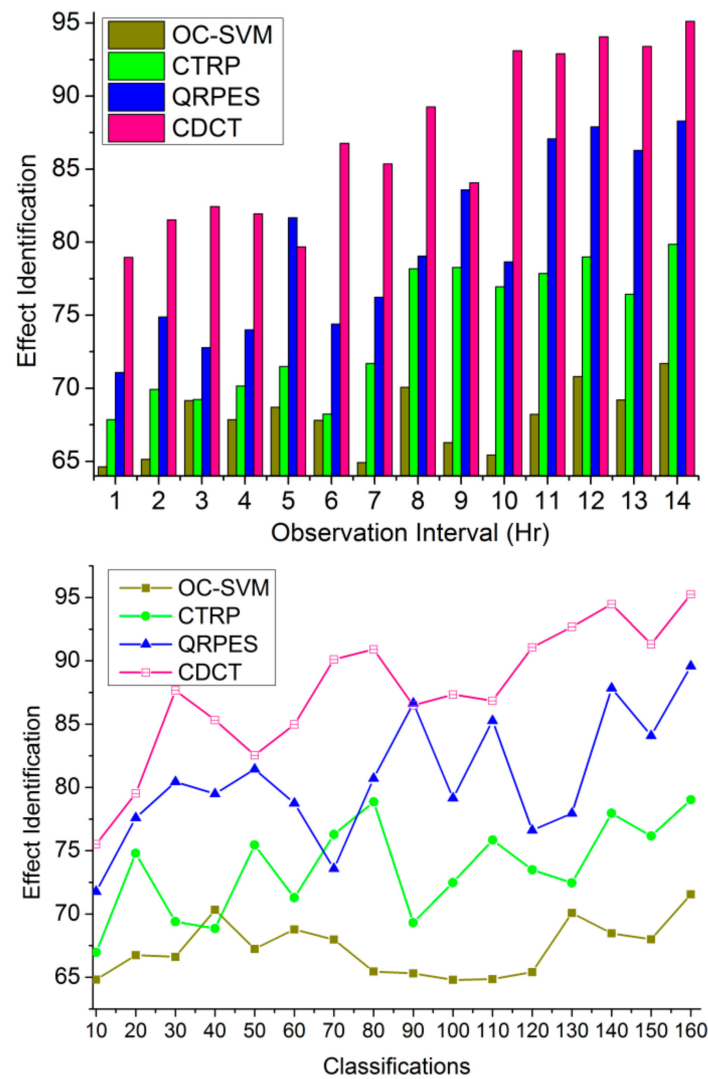 95
90
85
80
75
70
65
Effect Identification
OC-SVM
CTRP
QRPES
CDCT
1 2 3 4 5 6 7 8 9 10 11 12 13 14
Observation Interval (Hr)
95
90
85
80
75
70
65
Effect Identification
OC-SVM
CTRP
QRPES
CDCT
10 20 30 40 50 60 70 80 90 100 110 120 130 140 150 160
Classifications